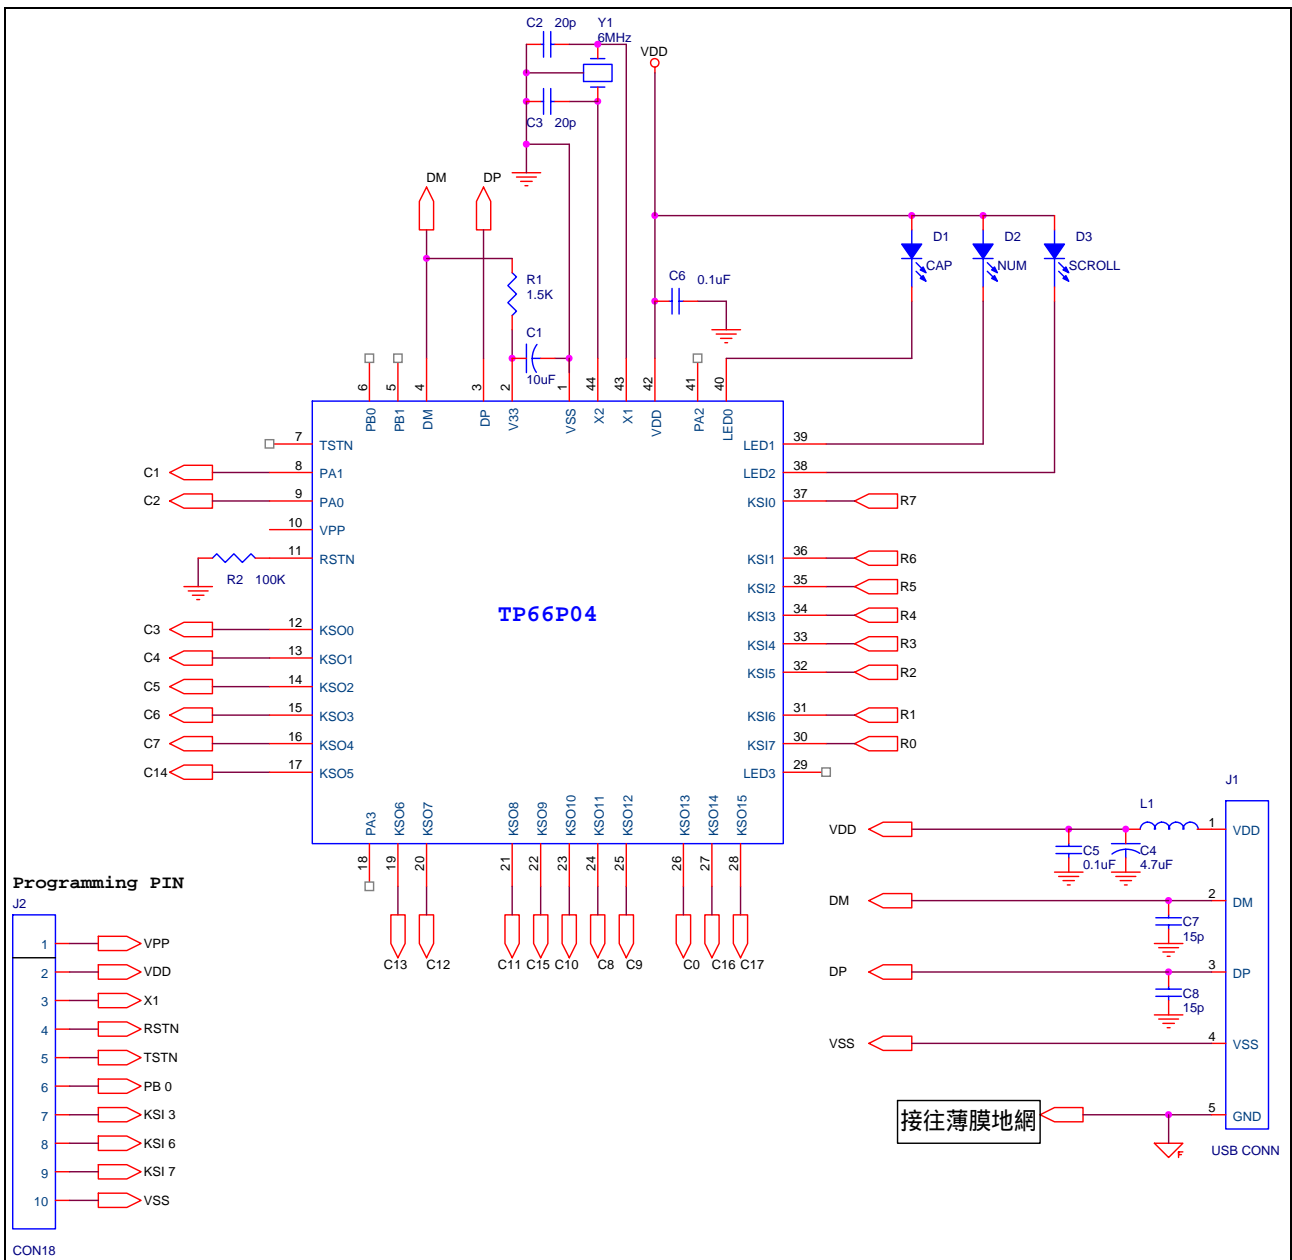 C2 20p
Y1
6MHz
VDD
C3 20p
DM
DP
R1
1.5K
C1
10uF
C6 0.1uF
D1
CAP
D2
NUM
D3
SCROLL
6
5
4
3
2
1
44
43
42
41
40
PB0
PB1
DM
DP
V33
VSS
X2
X1
VDD
PA2
LED0
7 TSTN
C1 8 PA1
C2 9 PA0
10 VPP
11 RSTN
R2 100K
C3 12 KSO0
C4 13 KSO1
C5 14 KSO2
C6 15 KSO3
C7 16 KSO4
C14 17 KSO5
TP66P04
LED1 39
LED2 38
KSI0 37 R7
KSI1 36 R6
KSI2 35 R5
KSI3 34 R4
KSI4 33 R3
KSI5 32 R2
KSI6 31 R1
KSI7 30 R0
LED3 29
PA3
KSO6
KSO7
KSO8
KSO9
KSO10
KSO11
KSO12
KSO13
KSO14
KSO15
18
19
20
21
22
23
24
25
26
27
28
C13
C12
C11
C15
C10
C8
C9
C0
C16
C17
Programming PIN
J2
1 VPP
2 VDD
3 X1
4 RSTN
5 TSTN
6 PB 0
7 KSI 3
8 KSI 6
9 KSI 7
10 VSS
CON18
J1
L1
VDD 1 VDD
C5
0.1uF
C4
4.7uF
DM 2 DM
C7
15p
DP 3 DP
C8
15p
VSS 4 VSS
接往薄膜地網 5 GND
F
USB CONN